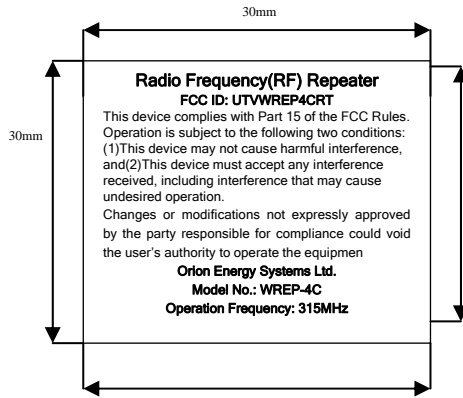 30mm
30mm
Radio Frequency(RF) Repeater
FCC ID: UTVWREP4CRT
This device complies with Part 15 of the FCC Rules.
Operation is subject to the following two conditions:
(1)This device may not cause harmful interference,
and(2)This device must accept any interference
received, including interference that may cause
undesired operation.
Changes or modifications not expressly approved
by the party responsible for compliance could void
the user's authority to operate the equipmen
Orion Energy Systems Ltd.
Model No.: WREP-4C
Operation Frequency: 315MHz